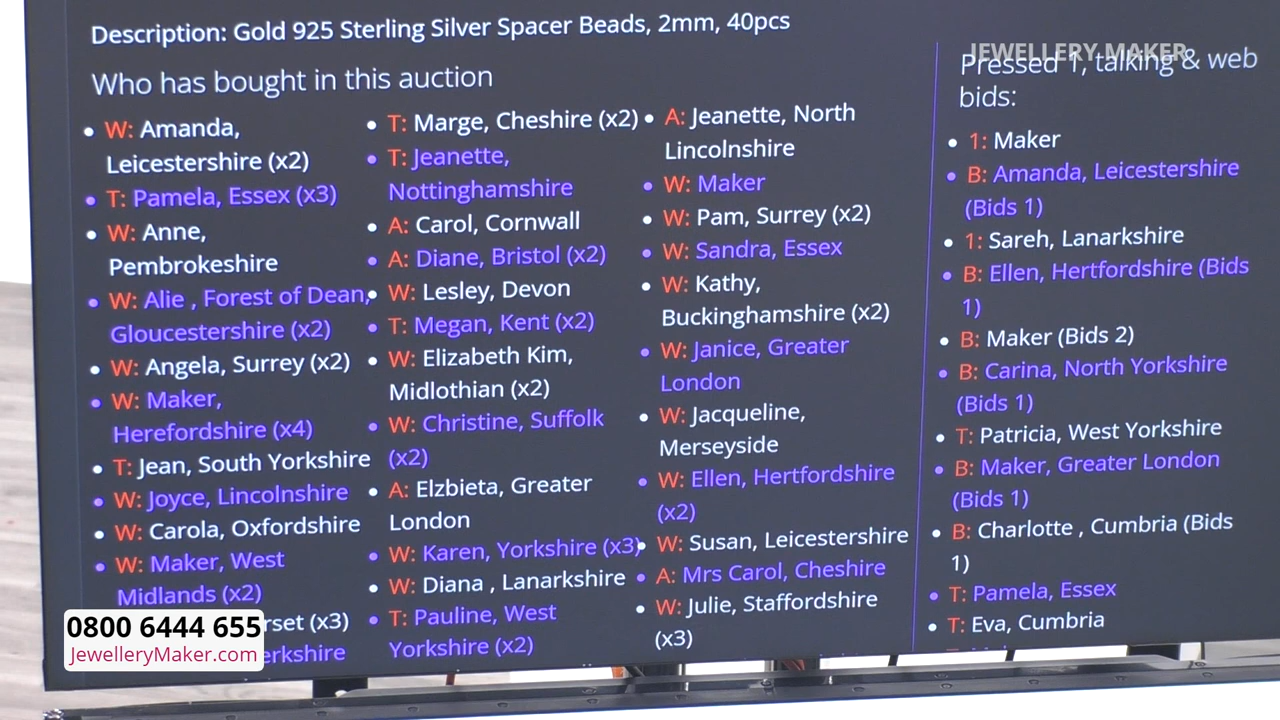 Description: Gold 925 Sterling Silver Spacer Beads, 2mm, 40pcs
JEWELLERY MAKER
Who has bought in this auction
W: Amanda,
Leicestershire (x2)
T: Pamela, Essex (x3)
W: Anne,
Pembrokeshire
W: Alie , Forest of Dean,
Gloucestershire (x2)
W: Angela, Surrey (x2)
W: Maker,
Herefordshire (x4)
T: Jean, South Yorkshire
W: Joyce, Lincolnshire
W: Carola, Oxfordshire
W: Maker, West
Midlands (x2)
rset (x3)
erkshire
T: Marge, Cheshire (x2)
T: Jeanette,
Nottinghamshire
A: Carol, Cornwall
A: Diane, Bristol (x2)
W: Lesley, Devon
T: Megan, Kent (x2)
W: Elizabeth Kim,
Midlothian (x2)
W: Christine, Suffolk
(x2)
A: Elzbieta, Greater
London
W: Karen, Yorkshire (x3)
W: Diana , Lanarkshire
T: Pauline, West
Yorkshire (x2)
A: Jeanette, North
Lincolnshire
W: Maker
W: Pam, Surrey (x2)
W: Sandra, Essex
W: Kathy,
Buckinghamshire (x2)
W: Janice, Greater
London
W: Jacqueline,
Merseyside
W: Ellen, Hertfordshire
(x2)
W: Susan, Leicestershire
A: Mrs Carol, Cheshire
W: Julie, Staffordshire
(x3)
Pressed 1, talking & web
bids:
1: Maker
B: Amanda, Leicestershire
(Bids 1)
1: Sareh, Lanarkshire
B: Ellen, Hertfordshire (Bids
1)
B: Maker (Bids 2)
B: Carina, North Yorkshire
(Bids 1)
T: Patricia, West Yorkshire
B: Maker, Greater London
(Bids 1)
B: Charlotte , Cumbria (Bids
1)
T: Pamela, Essex
T: Eva, Cumbria
0800 6444 655
JewelleryMaker.com